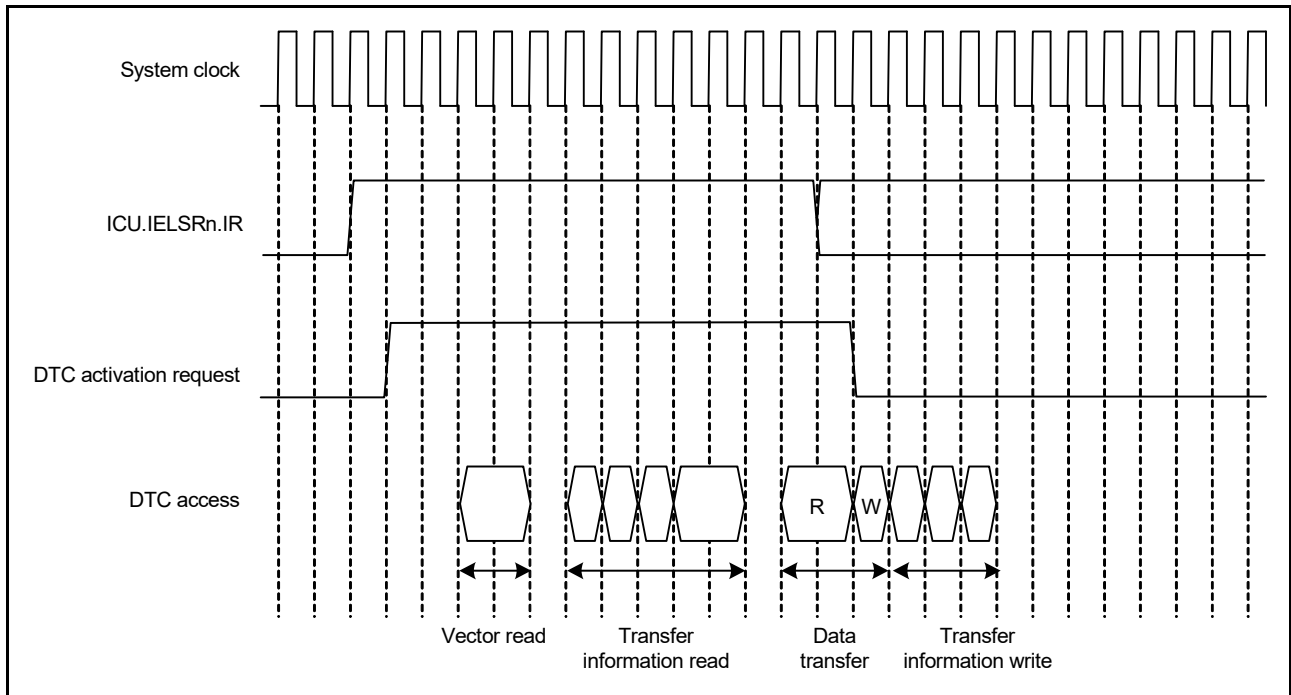 System clock
ICU.IELSRn.IR
DTC activation request
DTC access
R
W
Vector read
Transfer
information read
Data
transfer
Transfer
information write